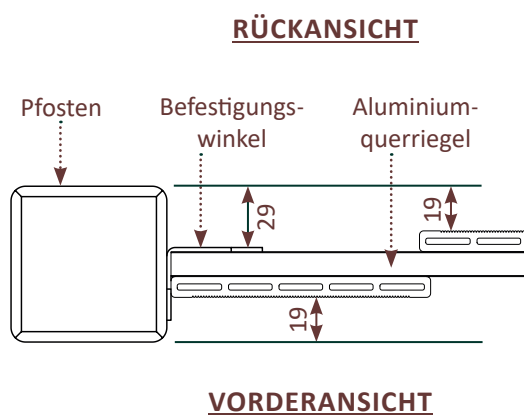 RÜCKANSICHT
Pfosten
Befestigungs-
winkel
Aluminium-
querriegel
29
19
19
VORDERANSICHT